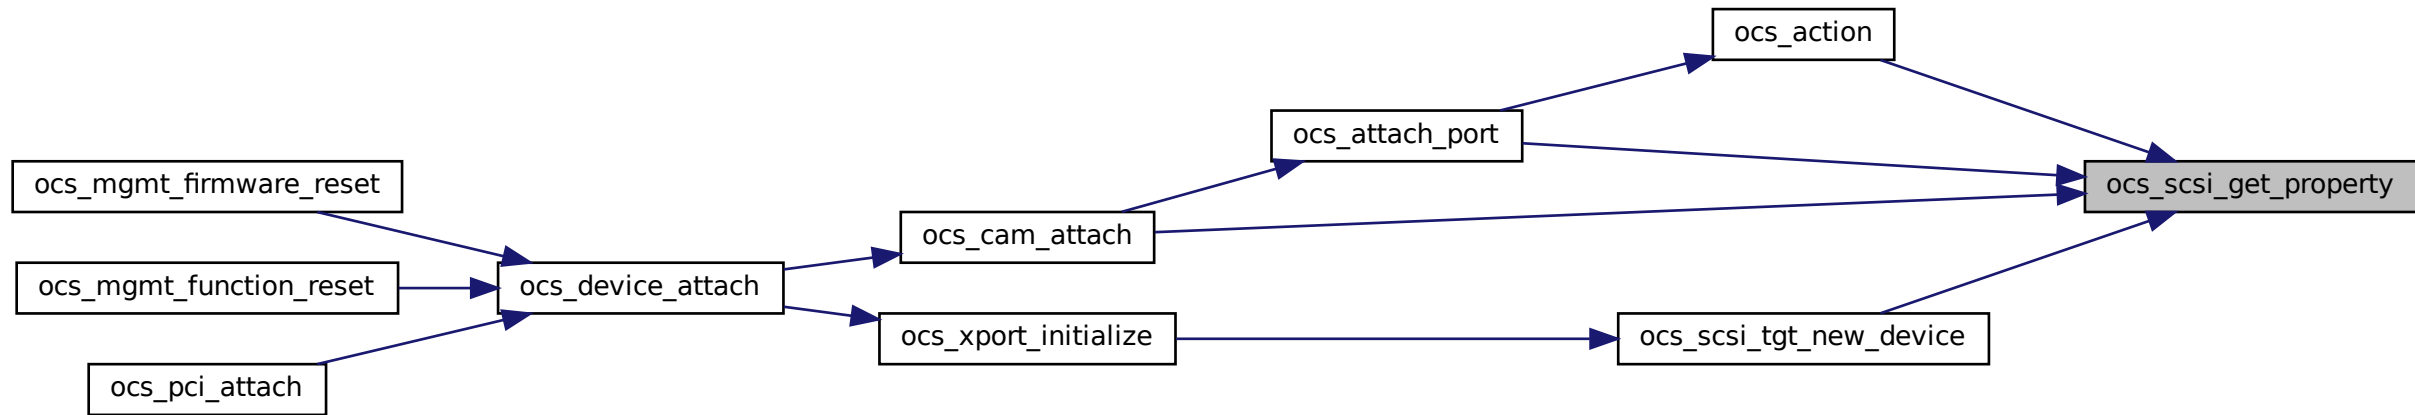 ocs_action
ocs_attach_port
ocs_mgmt_firmware_reset
ocs_scsi_get_property
ocs_cam_attach
ocs_mgmt_function_reset
ocs_device_attach
ocs_xport_initialize
ocs_scsi_tgt_new_device
ocs_pci_attach